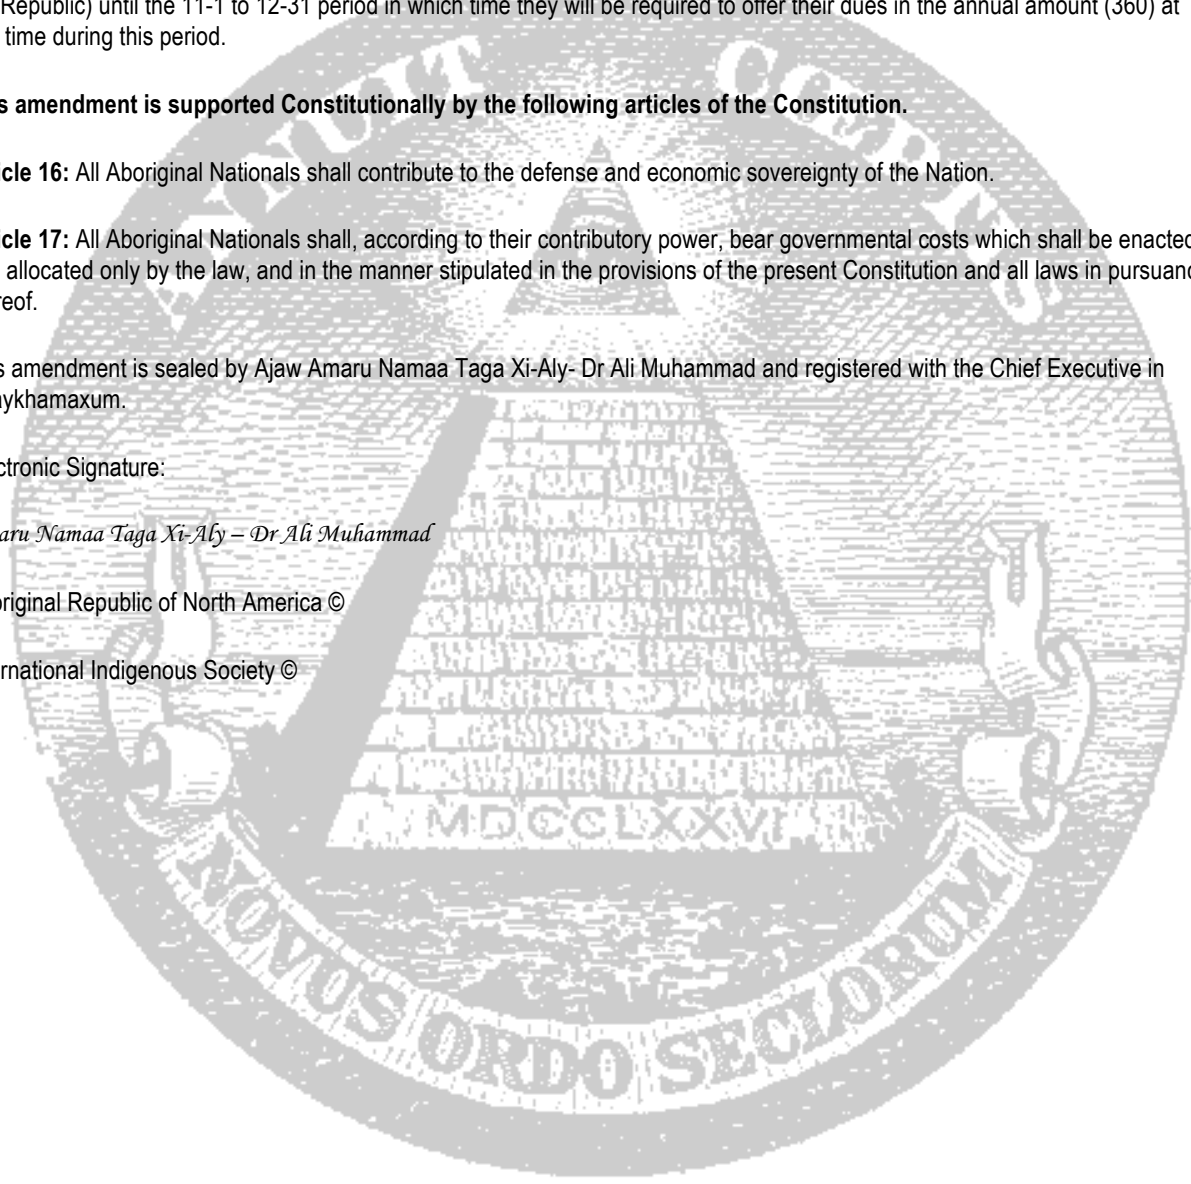 Republic) until the 11-1 to 12-31 period in which time they will be required to offer their dues in the annual amount (360) at
time during this period.
s amendment is supported Constitutionally by the following articles of the Constitution.
icle 16: All Aboriginal Nationals shall contribute to the defense and economic sovereignty of the Nation.
icle 17: All Aboriginal Nationals shall, according to their contributory power, bear governmental costs which shall be enacted
allocated only by the law, and in the manner stipulated in the provisions of the present Constitution and all laws in pursuanc
reof.
s amendment is sealed by Ajaw Amaru Namaa Taga Xi-Aly- Dr Ali Muhammad and registered with the Chief Executive in
ykhamaxum.
ctronic Signature:
aru Namaa Taga Xi-Aly – Dr Ali Muhammad
original Republic of North America ©
rnational Indigenous Society ©
ANNUIT COEPTIS
MDCCLXXVI
NOVUS ORDO SECLORUM